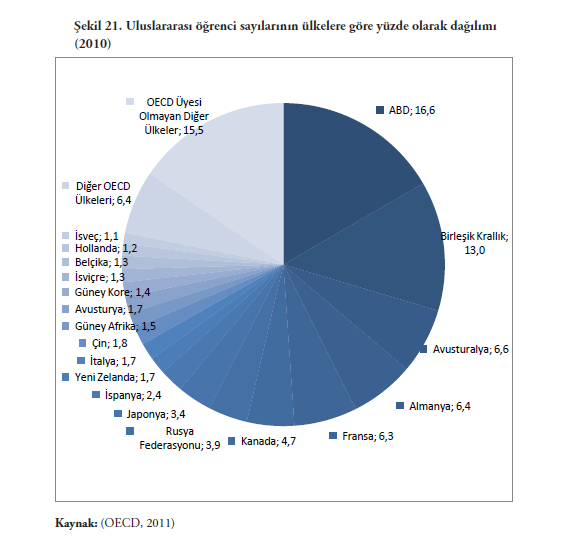 Şekil 21. Uluslararası öğrenci sayılarının ülkelere göre yüzde olarak dağılımı
(2010)
ABD; 16,6
Birleşik Krallık;
13,0
Avusturalya; 6,6
Almanya; 6,4
Fransa; 6,3
Kanada; 4,7
Rusya
Federasyonu; 3,9
Japonya; 3,4
İspanya; 2,4
Yeni Zelanda; 1,7
İtalya; 1,7
Çin; 1,8
Güney Afrika; 1,5
Avusturya; 1,7
Güney Kore; 1,4
İsviçre; 1,3
Belçika; 1,3
Hollanda; 1,2
İsveç; 1,1
Diğer OECD
Ülkeleri; 6,4
OECD Üyesi
Olmayan Diğer
Ülkeler; 15,5
Kaynak: (OECD, 2011)